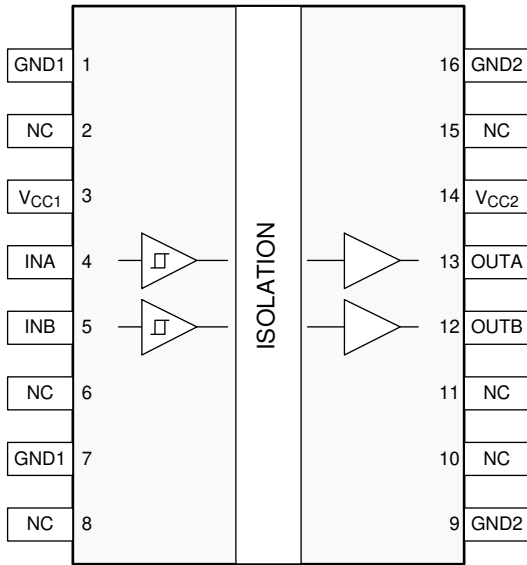 GND1 1 16 GND2
NC 2 15 NC
VCC1 3 14 VCC2
INA 4 13 OUTA
INB 5 12 OUTB
NC 6 11 NC
GND1 7 10 NC
NC 8 9 GND2
ISOLATION